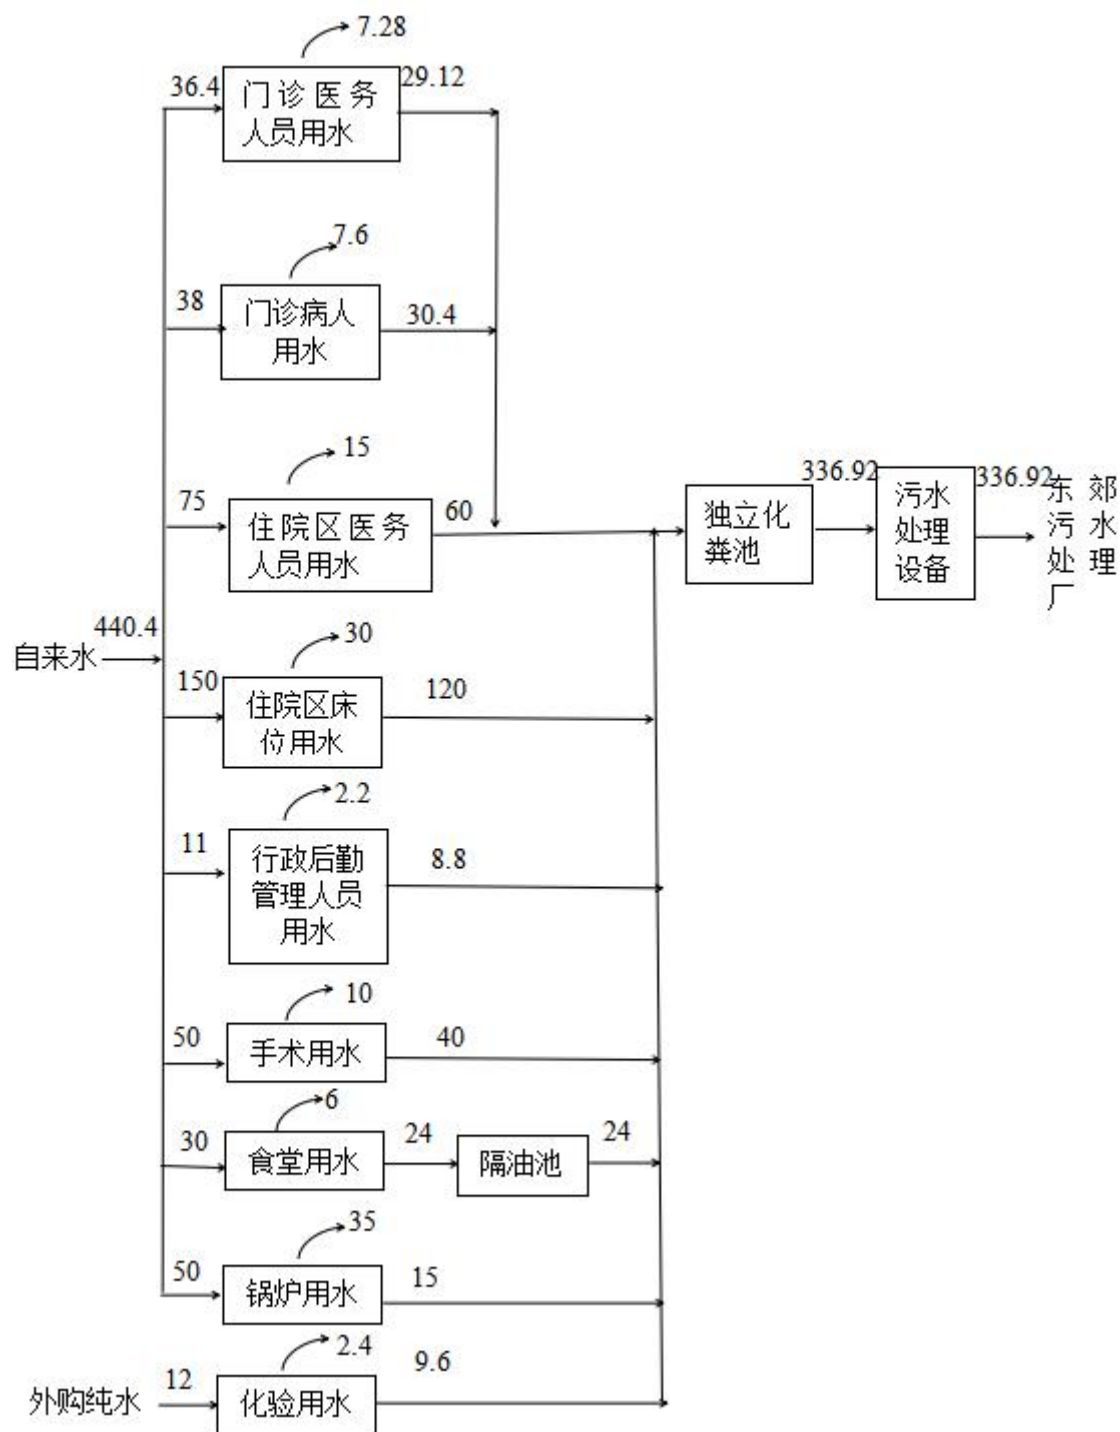 7.28
36.4
门诊医务
人员用水
29.12
7.6
38
门诊病人
用水
30.4
15
75
住院区医务
人员用水
60
独立化
粪池
336.92
污水
处理
设备
336.92
东郊
污水
处理
厂
自来水
440.4
30
150
住院区床
位用水
120
2.2
11
行政后勤
管理人员
用水
8.8
10
50
手术用水
40
6
30
食堂用水
24
隔油池
24
35
50
锅炉用水
15
2.4
外购纯水
12
化验用水
9.6